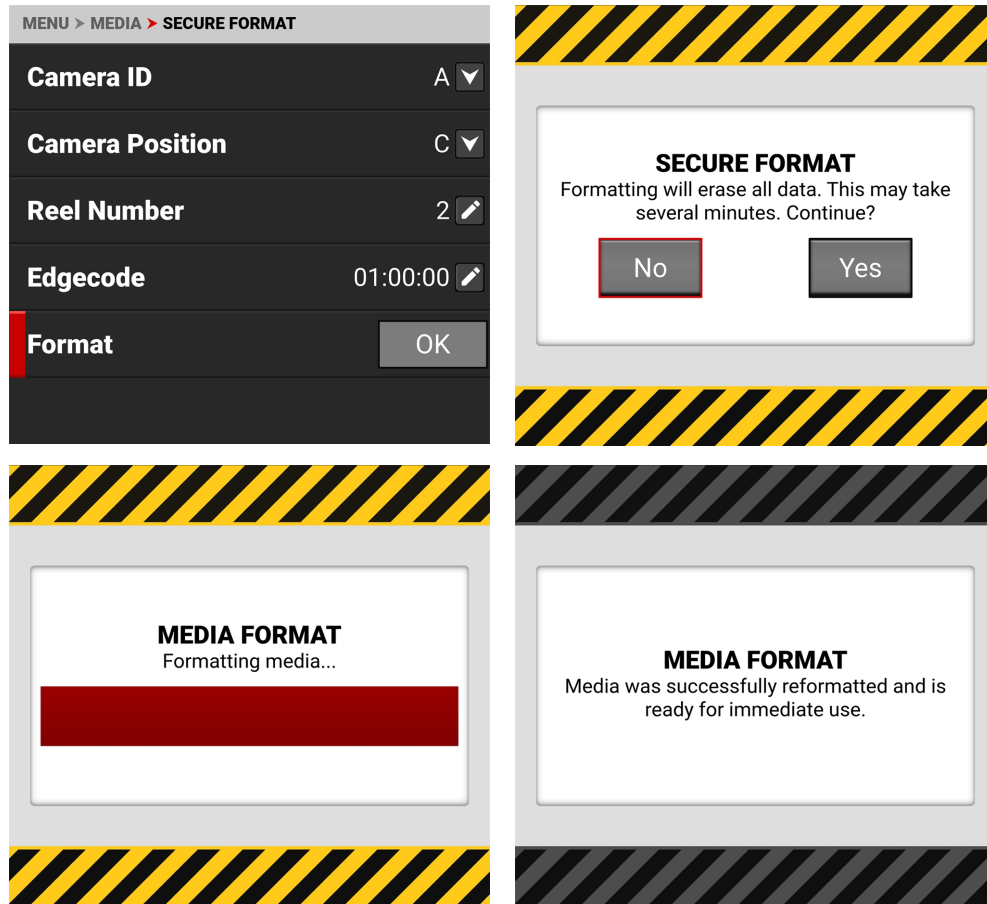 MENU > MEDIA > SECURE FORMAT
Camera ID A
Camera Position C
Reel Number 2
Edgecode 01:00:00
Format OK
SECURE FORMAT
Formatting will erase all data. This may take
several minutes. Continue?
No Yes
MEDIA FORMAT
Formatting media...
MEDIA FORMAT
Media was successfully reformatted and is
ready for immediate use.